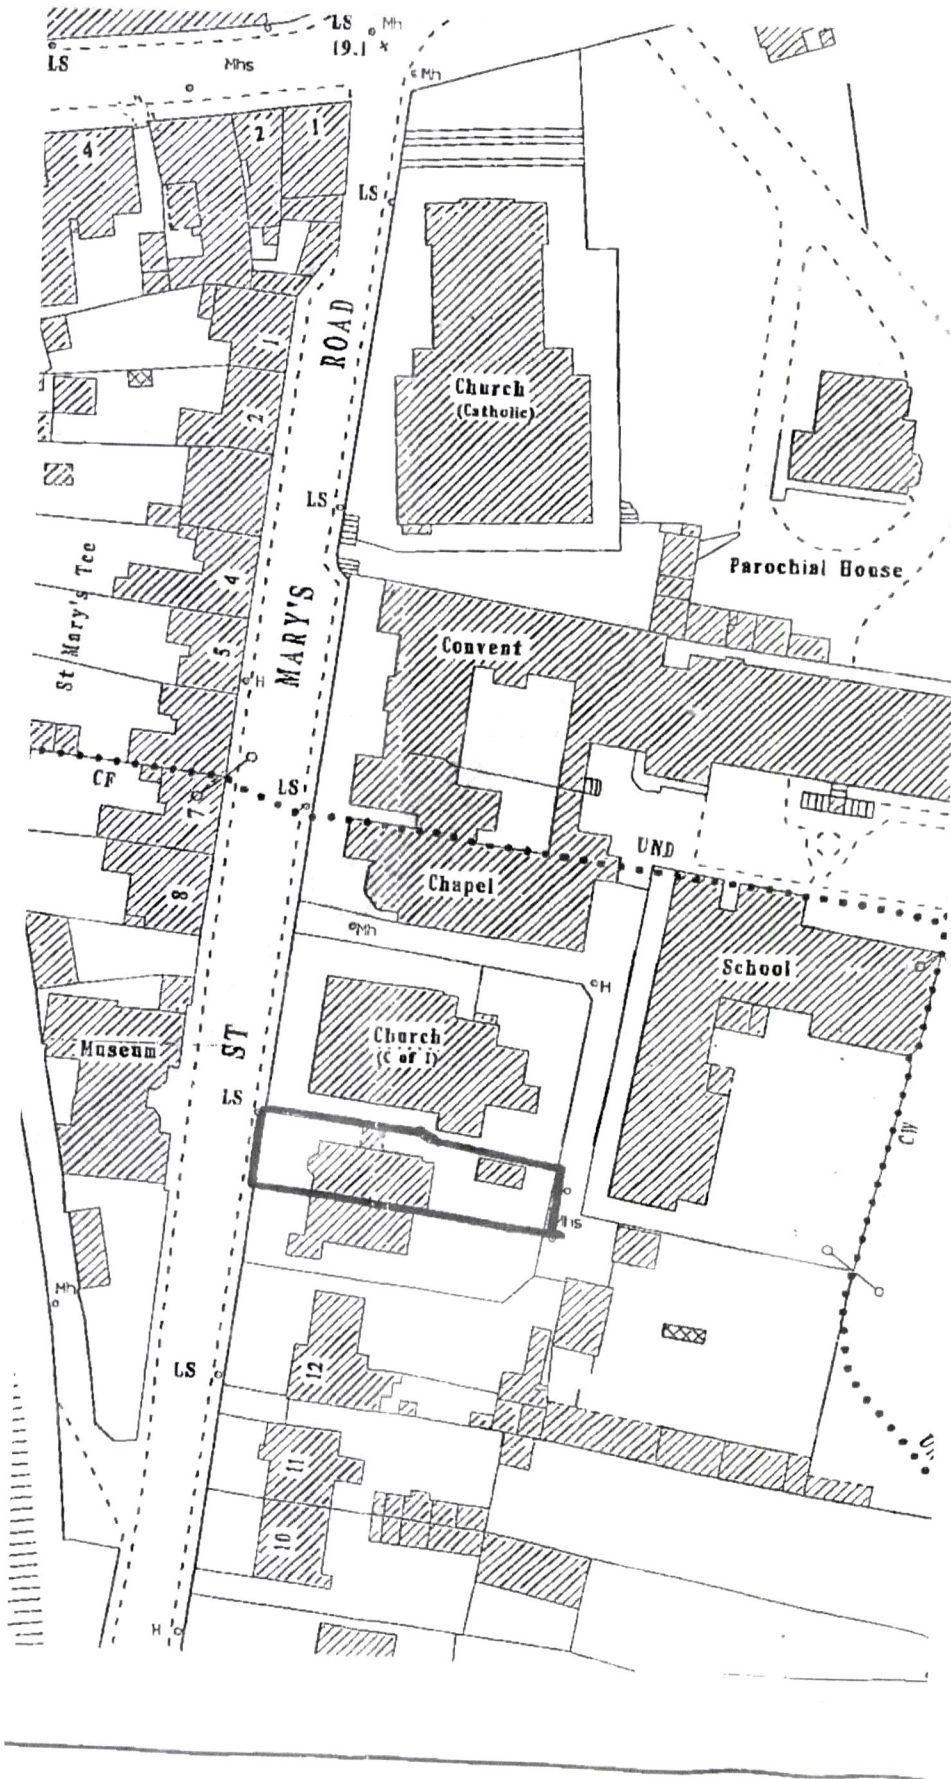 LS
Mh
19.1
LS
Mhs
Mh
4
2
1
LS
ROAD
1
Church
(Catholic)
2
LS
Parochial House
4
St Mary's Tce
MARY'S
5
Convent
H
CF
LS
7
UND
Chapel
8
Mh
School
H
Church
(C of I)
Museum
ST
LS
CW
Mhs
Mh
LS
12
11
10
H